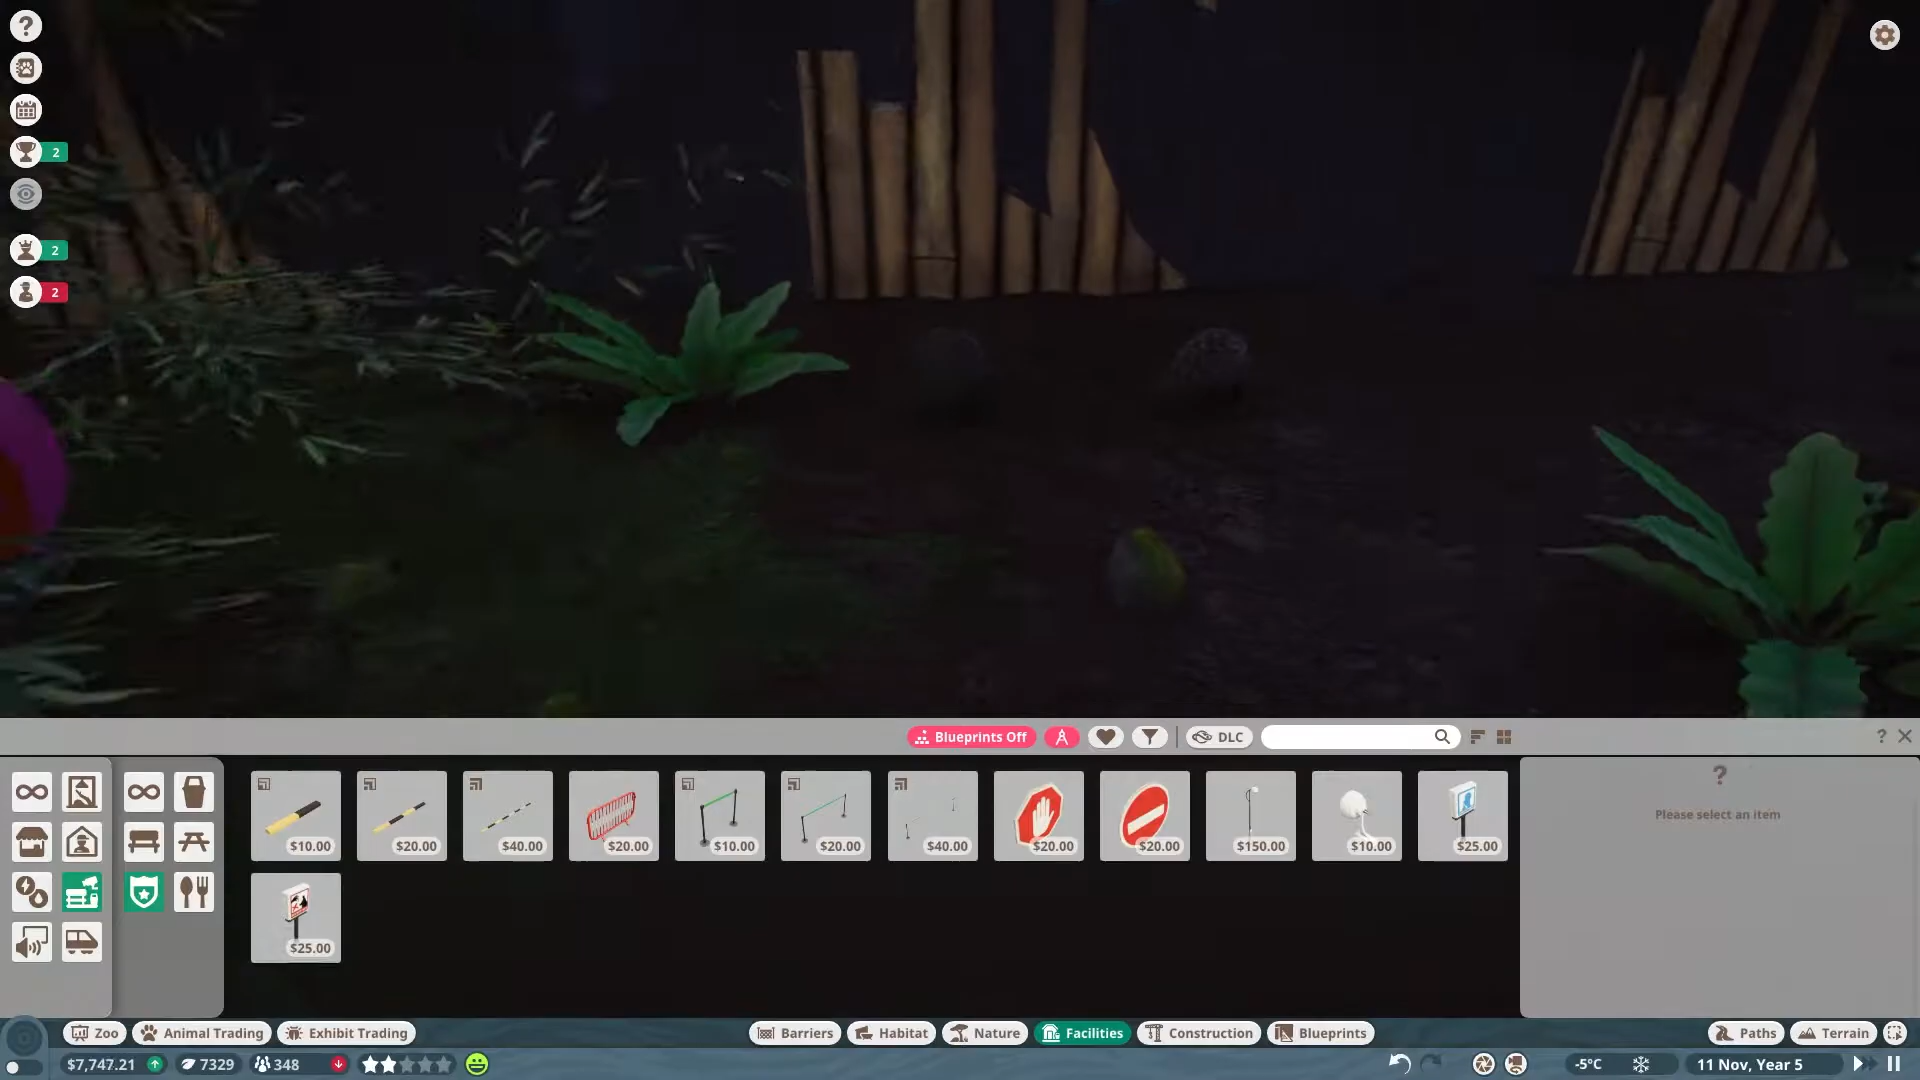 2
2
2
Blueprints Off
DLC
$10.00
$20.00
$40.00
$20.00
$10.00
$20.00
$40.00
$20.00
$20.00
$150.00
$10.00
$25.00
$25.00
?
Please select an item
Zoo
Animal Trading
Exhibit Trading
Barriers
Habitat
Nature
Facilities
Construction
Blueprints
Paths
Terrain
$7,747.21
7329
348
-5°C
11 Nov, Year 5